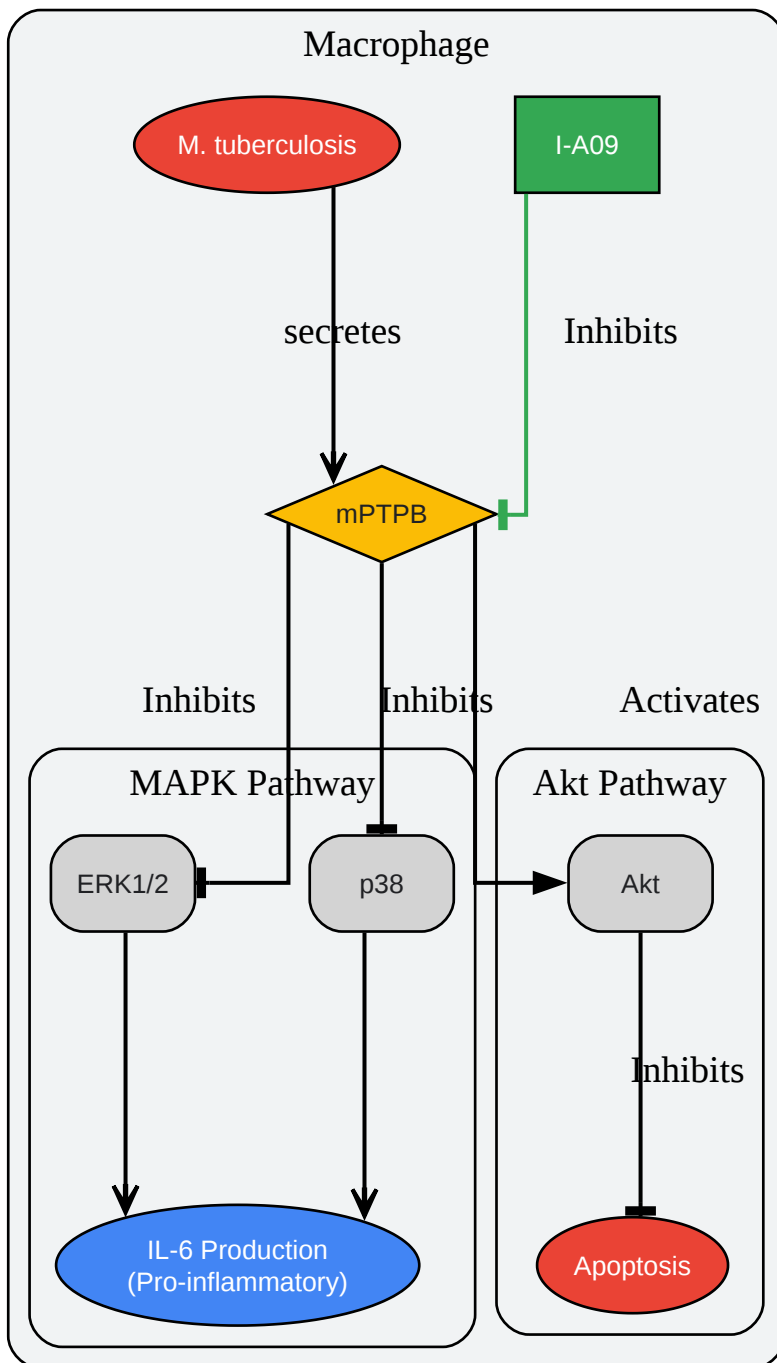 Macrophage
M. tuberculosis
I-A09
secretes
Inhibits
mPTPB
Inhibits
Inhibits
Activates
MAPK Pathway
Akt Pathway
ERK1/2
p38
Akt
Inhibits
IL-6 Production
(Pro-inflammatory)
Apoptosis